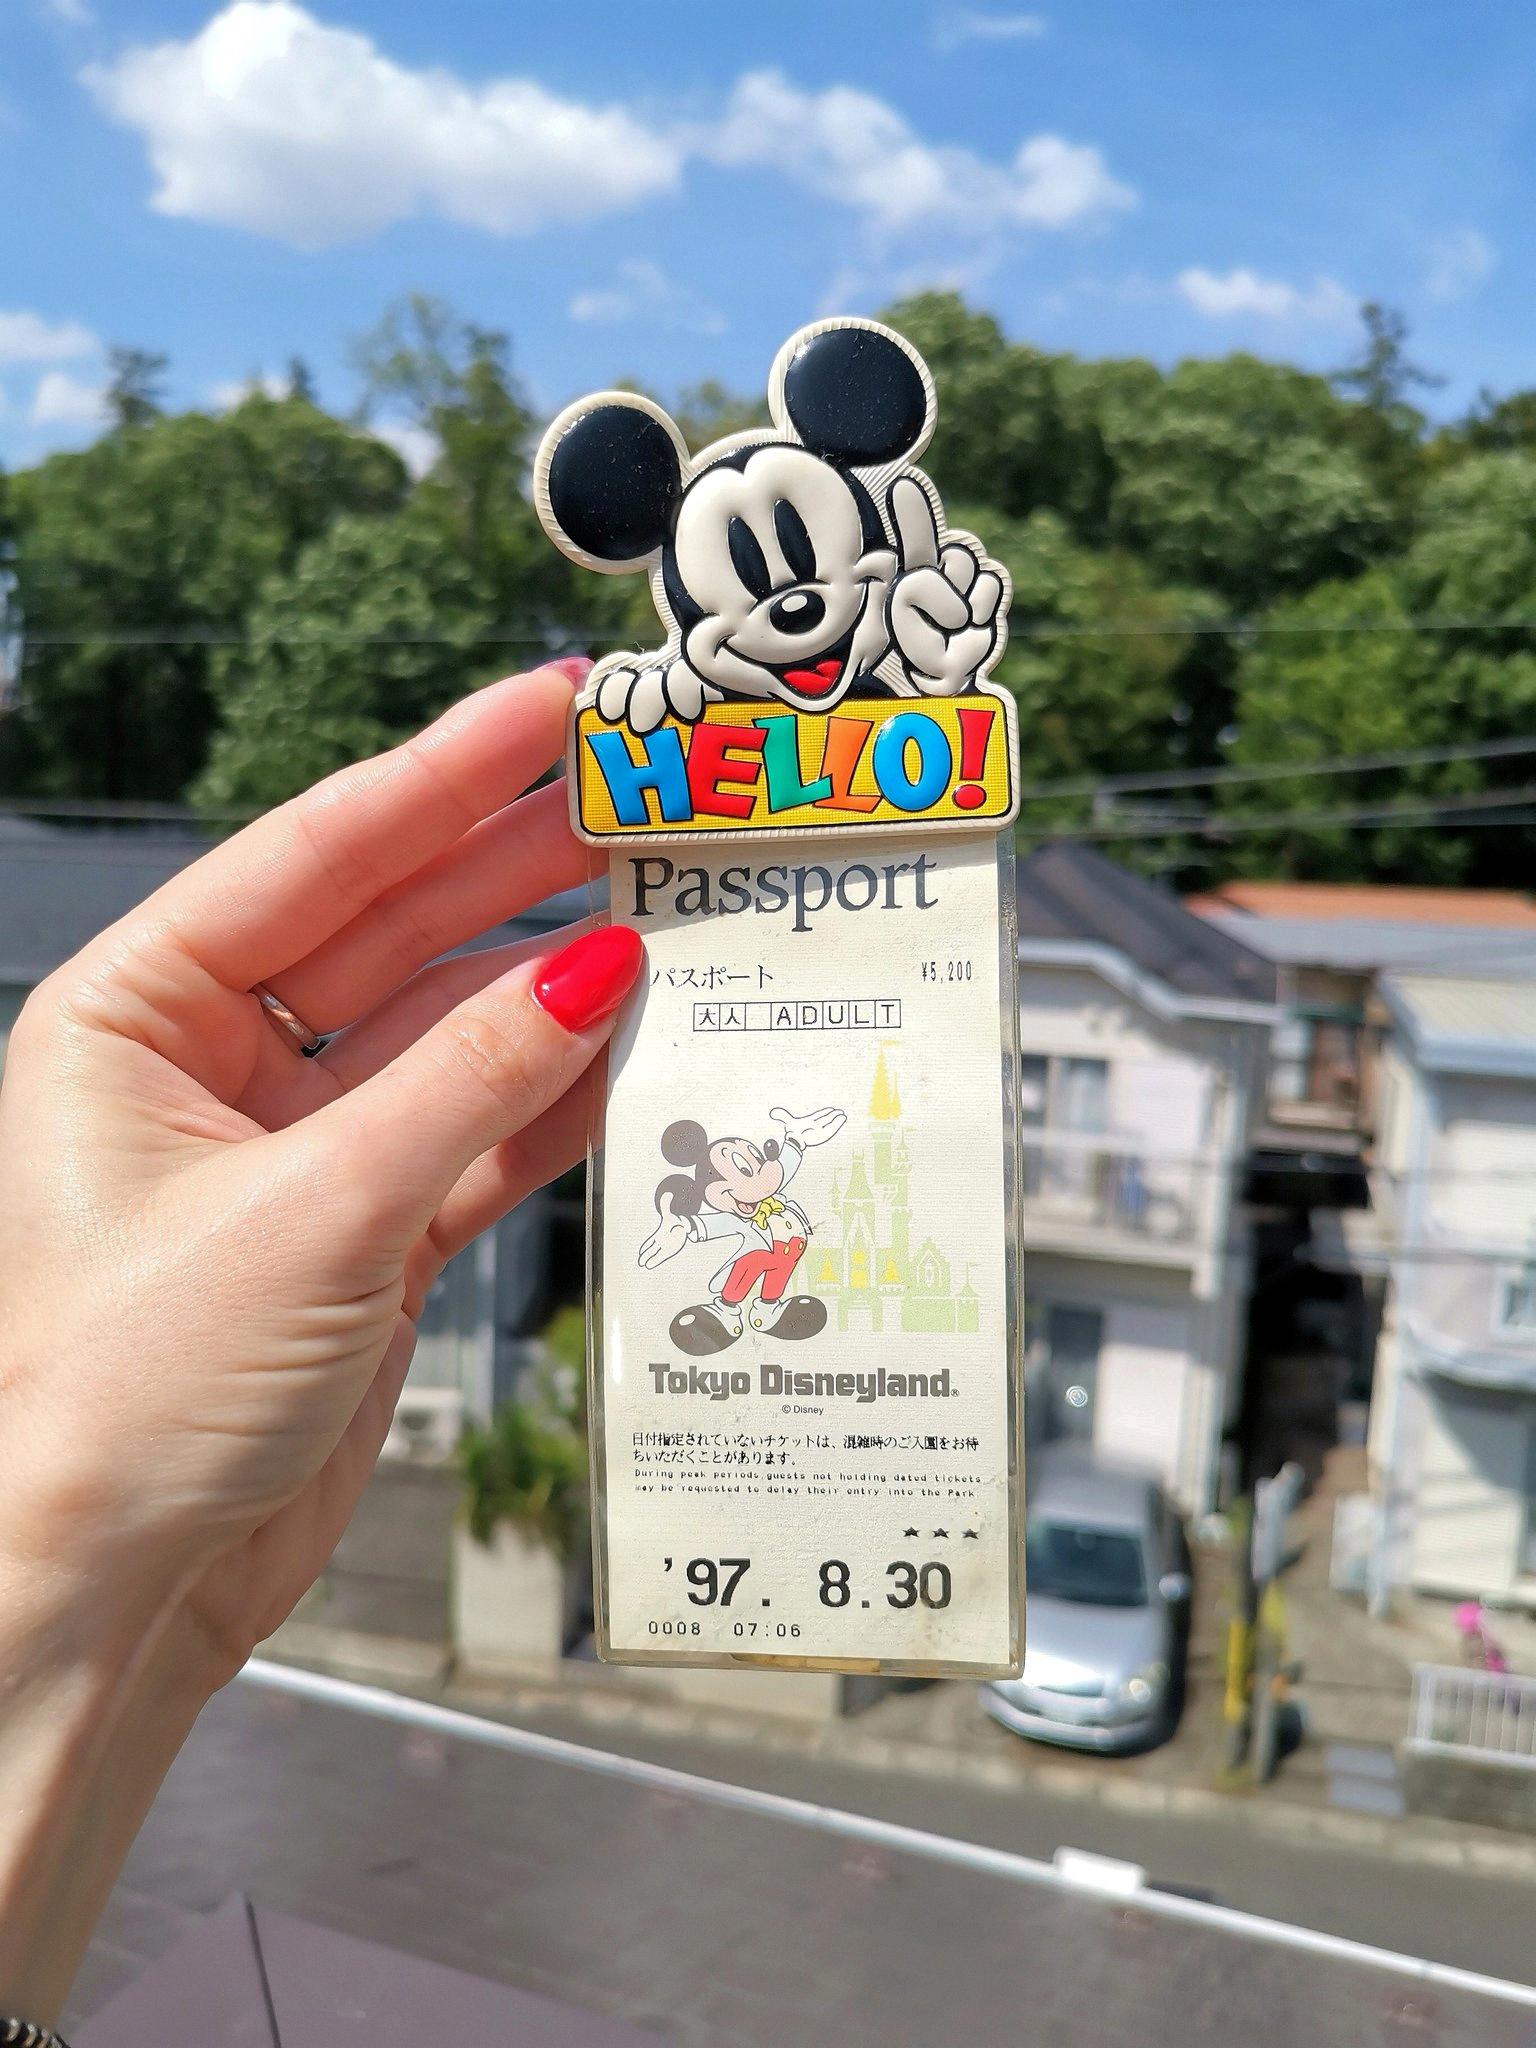 HELLO!
Passport
パスポート ¥5,200
大人 ADULT
Tokyo Disneyland®
© Disney
日付指定されていないチケットは、混雑時のご入園をお待
ちいただくことがあります。
During peak periods guests not holding dated tickets
may be requested to delay their entry into the Park.
★ ★ ★
'97. 8.30
0008 07:06